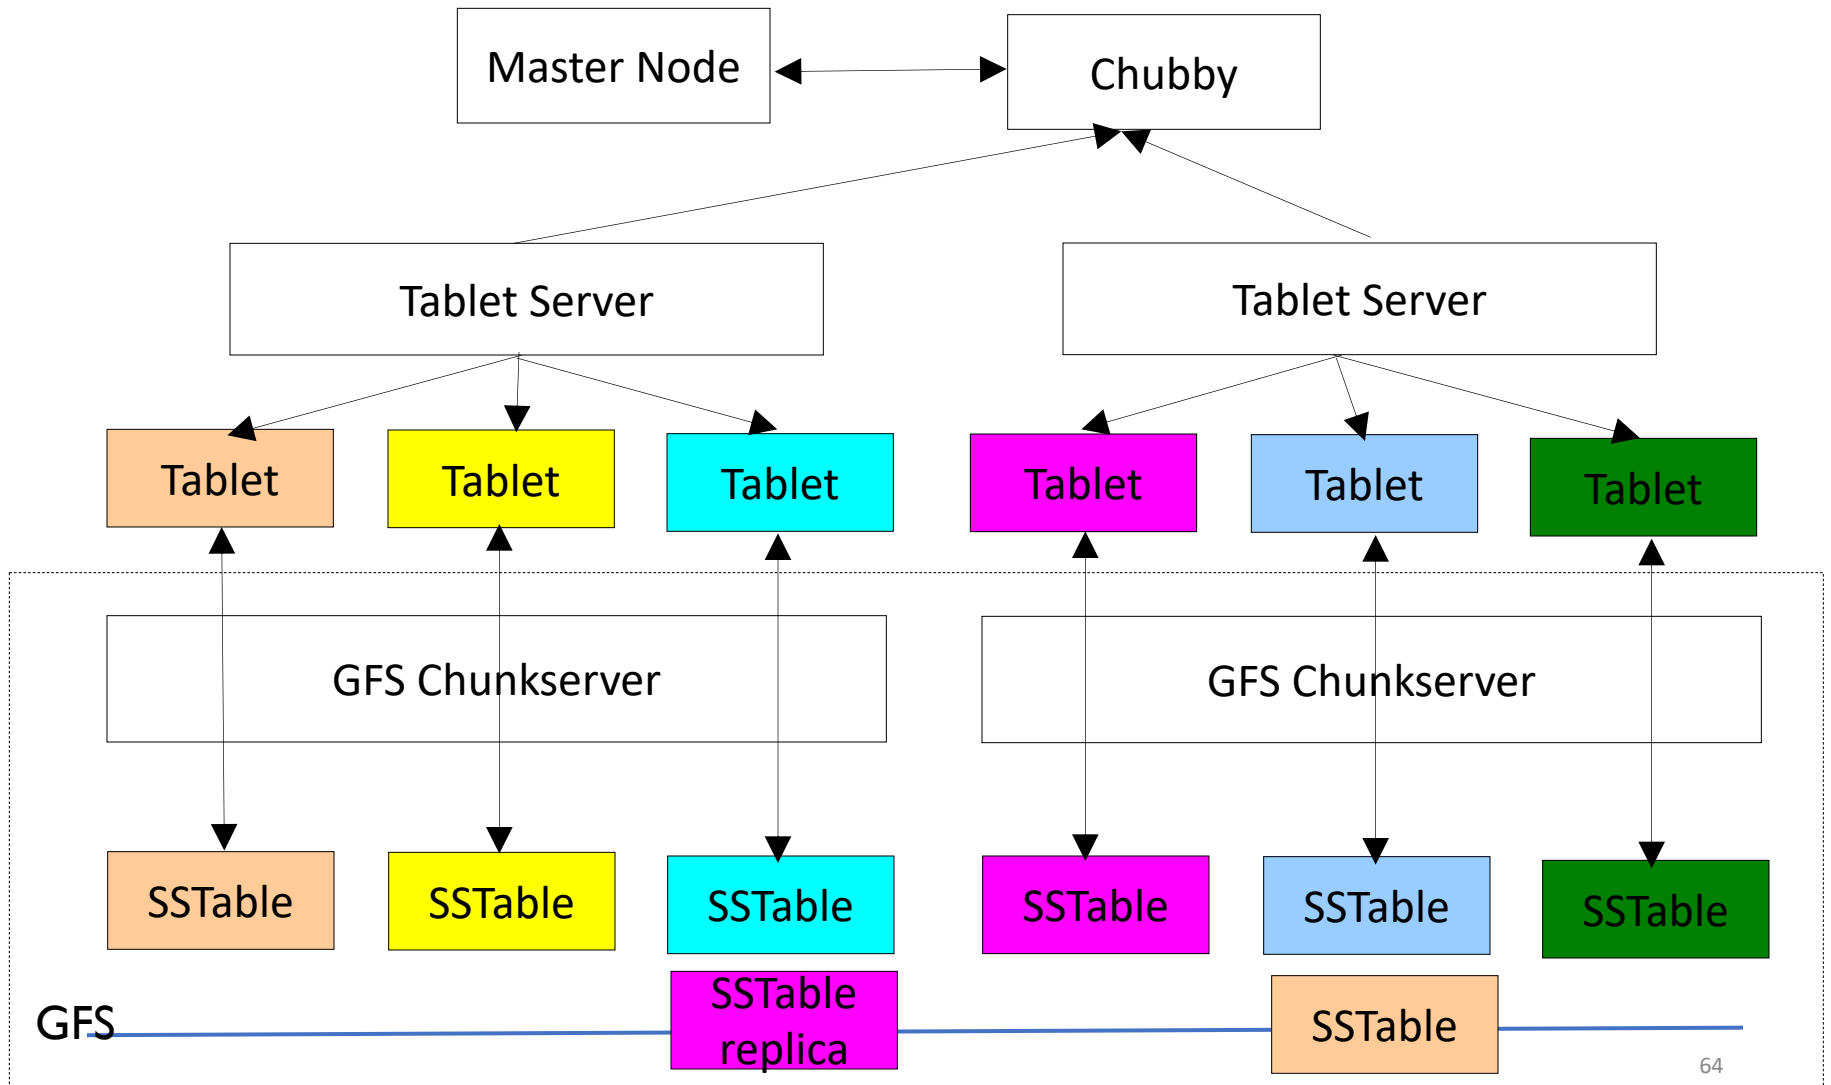 Master Node
Chubby
Tablet Server
Tablet Server
Tablet
Tablet
Tablet
Tablet
Tablet
Tablet
GFS Chunkserver
GFS Chunkserver
SSTable
SSTable
SSTable
SSTable
SSTable
SSTable
GFS
SSTable
replica
SSTable
64